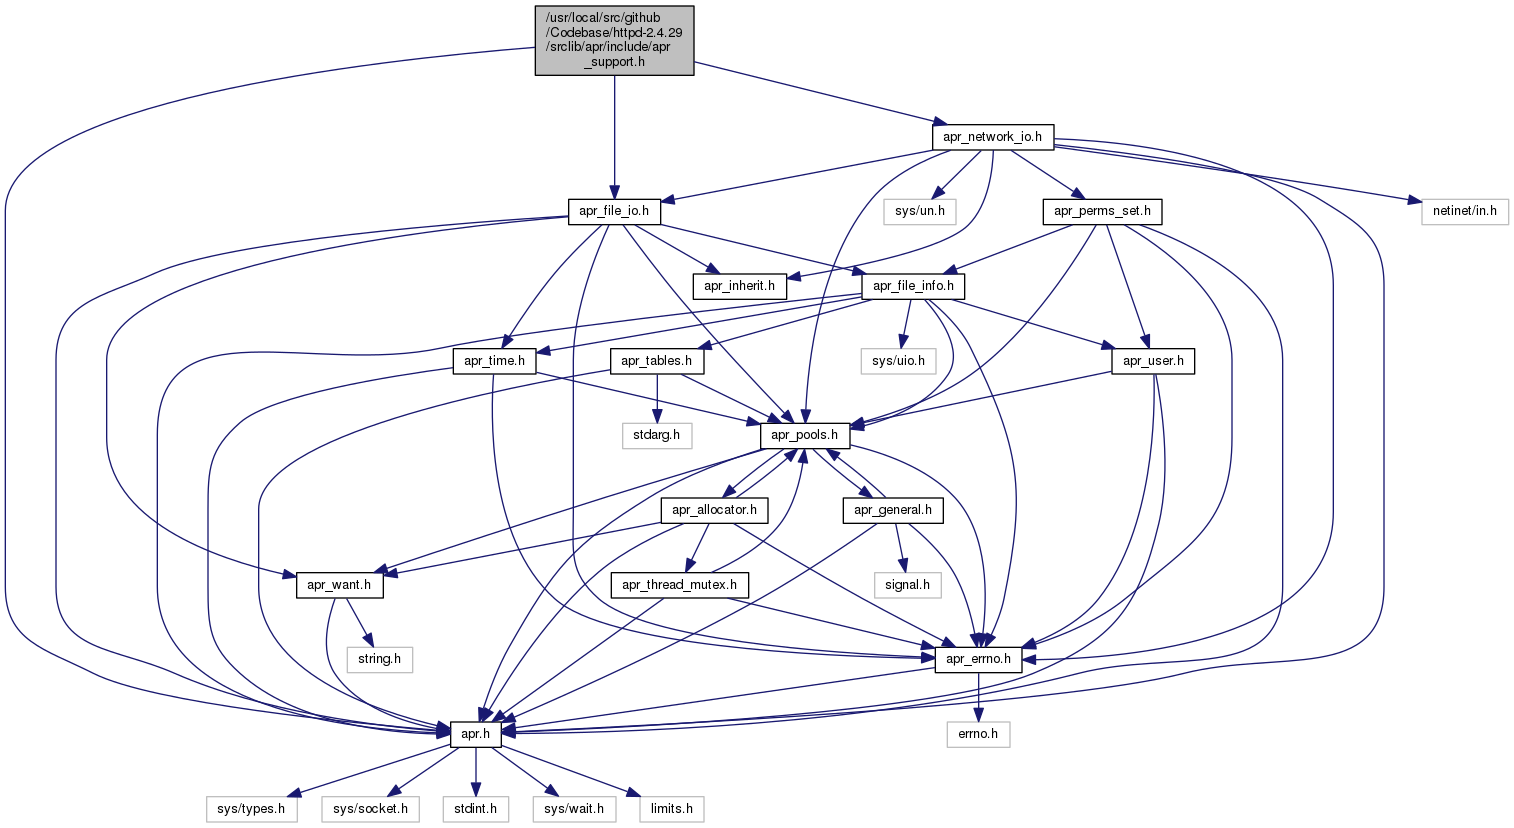 /usr/local/src/github
/Codebase/httpd-2.4.29
/srclib/apr/include/apr
_support.h
apr_network_io.h
apr_file_io.h
sys/un.h
apr_perms_set.h
netinet/in.h
apr_inherit.h
apr_file_info.h
apr_time.h
apr_tables.h
sys/uio.h
apr_user.h
stdarg.h
apr_pools.h
apr_allocator.h
apr_general.h
apr_want.h
apr_thread_mutex.h
signal.h
string.h
apr_errno.h
apr.h
errno.h
sys/types.h
sys/socket.h
stdint.h
sys/wait.h
limits.h